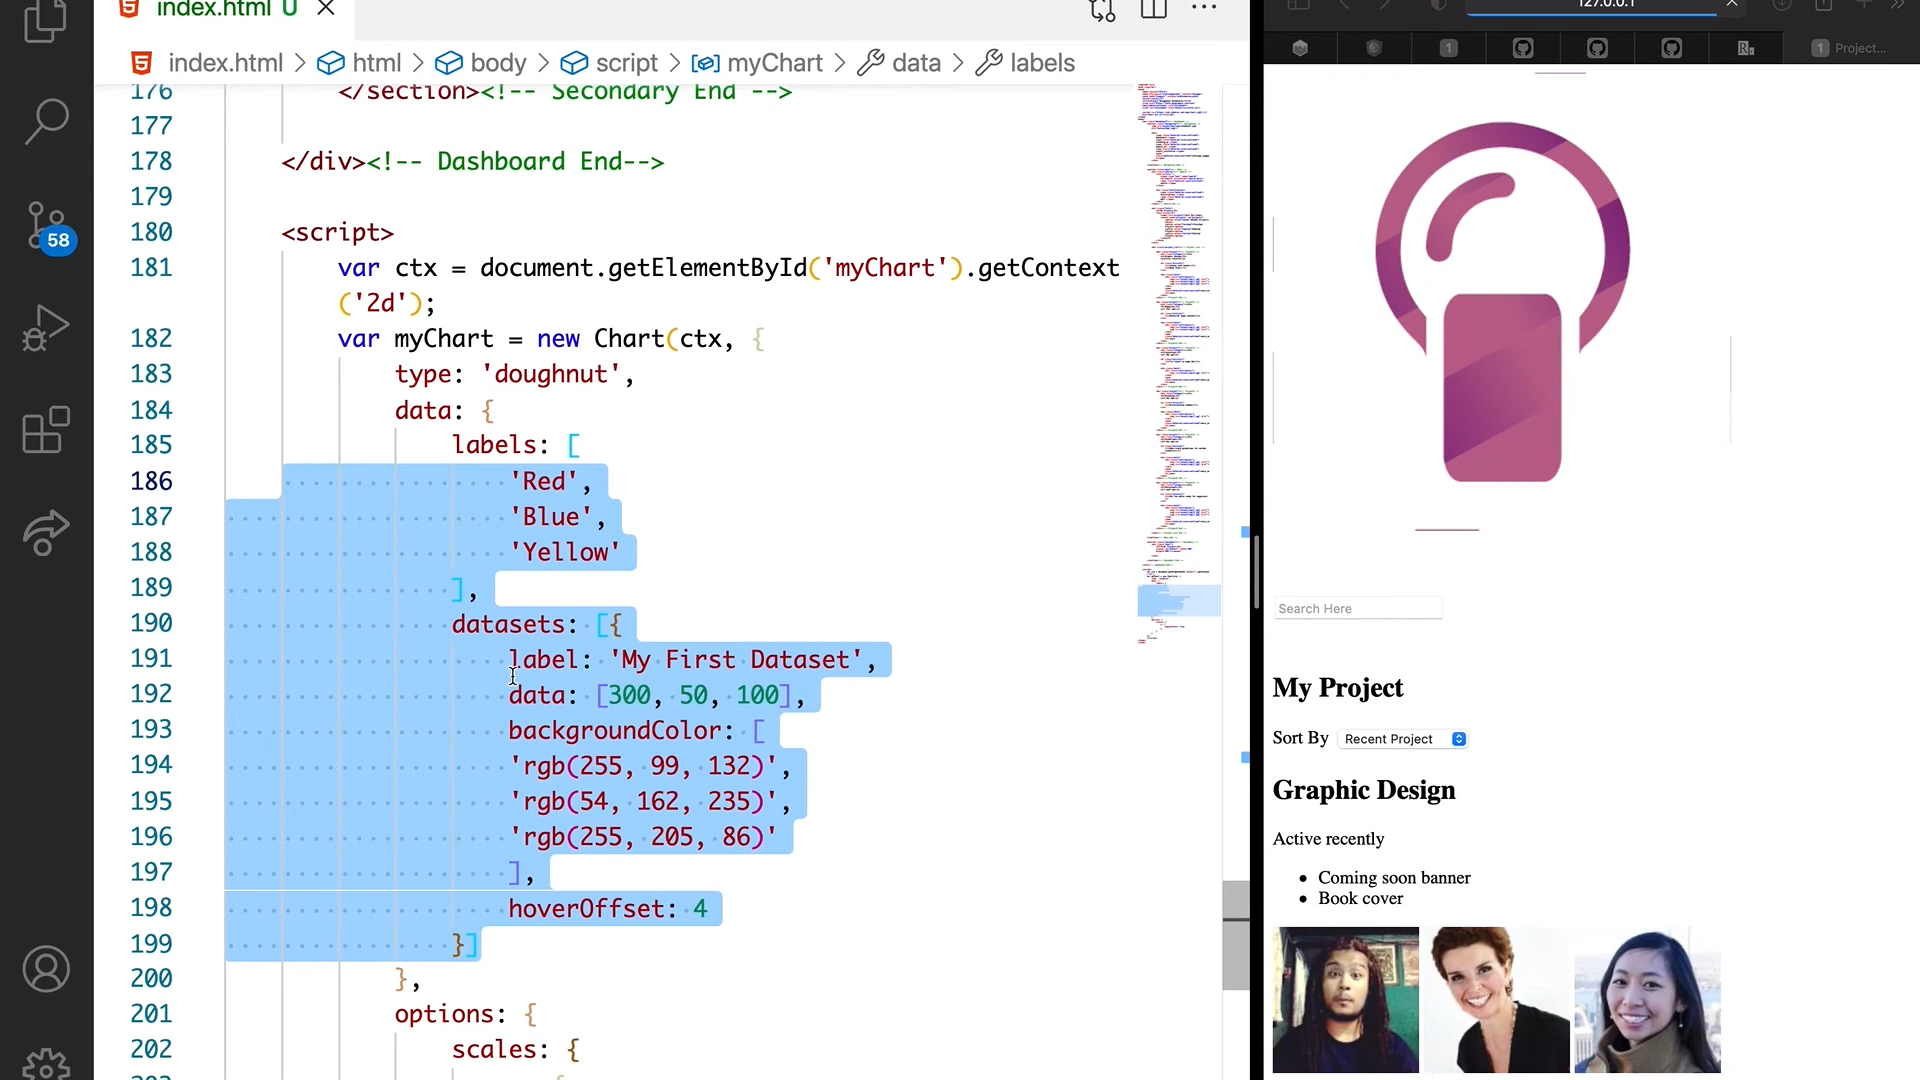 index.html U
127.0.0.1
index.html > html > body > script > myChart > data > labels
1
1 Project...
176 </section><!-- Secondary End -->
177
178 </div><!-- Dashboard End-->
179
180 <script>
181 var ctx = document.getElementById('myChart').getContext
('2d');
182 var myChart = new Chart(ctx, {
183 type: 'doughnut',
184 data: {
185 labels: [
186 'Red',
187 'Blue',
188 'Yellow'
189 ],
190 datasets: [{
191 label: 'My First Dataset',
192 data: [300, 50, 100],
193 backgroundColor: [
194 'rgb(255, 99, 132)',
195 'rgb(54, 162, 235)',
196 'rgb(255, 205, 86)'
197 ],
198 hoverOffset: 4
199 }]
200 },
201 options: {
202 scales: {
58
Search Here
My Project
Sort By Recent Project
Graphic Design
Active recently
• Coming soon banner
• Book cover